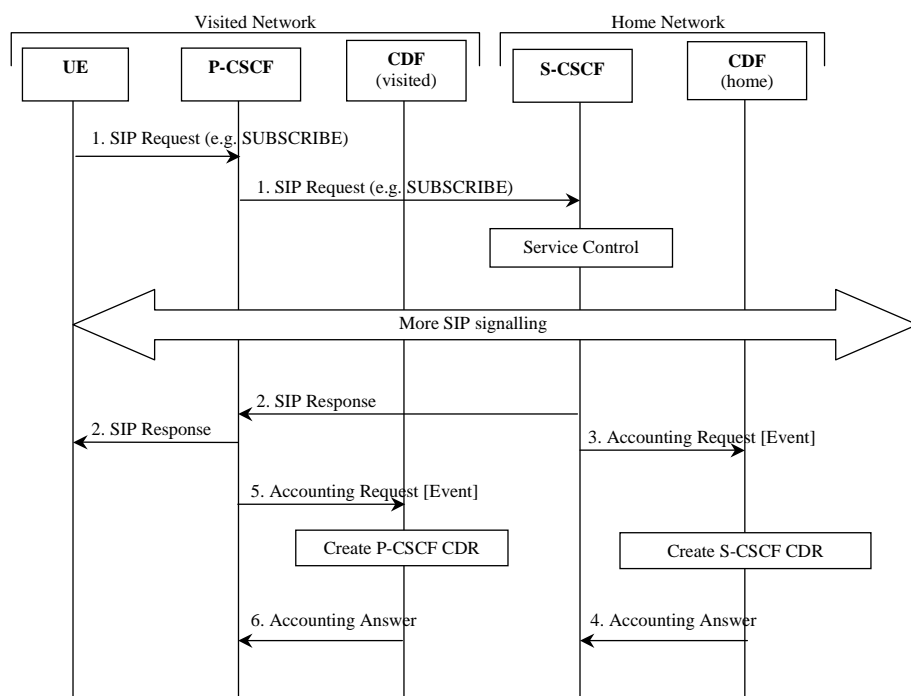 Visited Network
Home Network
UE
P-CSCF
CDF
(visited)
S-CSCF
CDF
(home)
1. SIP Request (e.g. SUBSCRIBE)
1. SIP Request (e.g. SUBSCRIBE)
Service Control
More SIP signalling
2. SIP Response
2. SIP Response
3. Accounting Request [Event]
5. Accounting Request [Event]
Create P-CSCF CDR
Create S-CSCF CDR
6. Accounting Answer
4. Accounting Answer